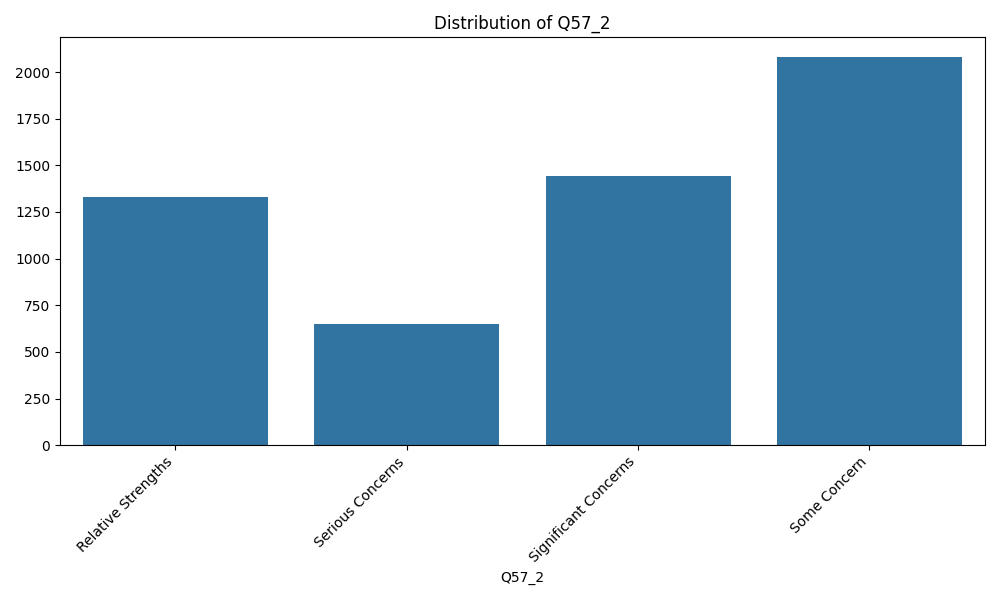 Distribution of Q57_2
2000
1750
1500
1250
1000
750
500
250
0
Relative Strengths
Serious Concerns
Significant Concerns
Some Concern
Q57_2